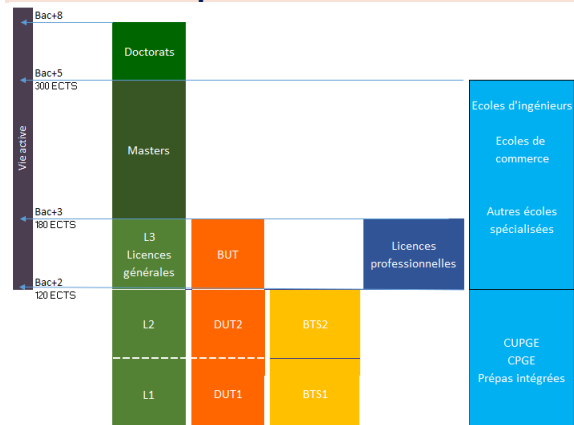 Bac+8
Doctorats
Bac+5
300 ECTS
Ecoles d'ingénieurs
Ecoles de
commerce
Autres écoles
spécialisées
Masters
Vie active
Bac+3
180 ECTS
L3
Licences
générales
BUT
Licences
professionnelles
Bac+2
120 ECTS
L2
DUT2
BTS2
CUPGE
CPGE
Prépas intégrées
L1
DUT1
BTS1